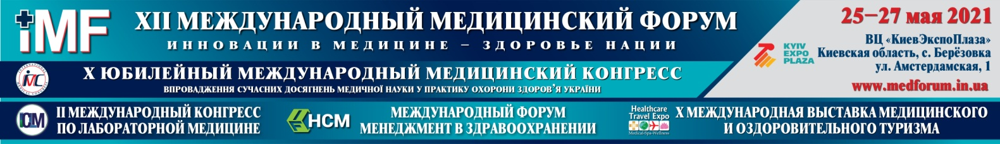 iMF
XII МЕЖДУНАРОДНЫЙ МЕДИЦИНСКИЙ ФОРУМ
ИННОВАЦИИ В МЕДИЦИНЕ – ЗДОРОВЬЕ НАЦИИ
25–27 мая 2021
KYIV
EXPO
PLAZA
ВЦ «КиевЭкспоПлаза»
Киевская область, с. Берёзовка
ул. Амстердамская, 1
www.medforum.in.ua
IMC
X ЮБИЛЕЙНЫЙ МЕЖДУНАРОДНЫЙ МЕДИЦИНСКИЙ КОНГРЕСС
ВПРОВАДЖЕННЯ СУЧАСНИХ ДОСЯГНЕНЬ МЕДИЧНОЇ НАУКИ У ПРАКТИКУ ОХОРОНИ ЗДОРОВ'Я УКРАЇНИ
II МЕЖДУНАРОДНЫЙ КОНГРЕСС
ПО ЛАБОРАТОРНОЙ МЕДИЦИНЕ
HCM
МЕЖДУНАРОДНЫЙ ФОРУМ
МЕНЕДЖМЕНТ В ЗДРАВООХРАНЕНИИ
Healthcare
Travel Expo
Medical-Spa-Wellness
X МЕЖДУНАРОДНАЯ ВЫСТАВКА МЕДИЦИНСКОГО
И ОЗДОРОВИТЕЛЬНОГО ТУРИЗМА